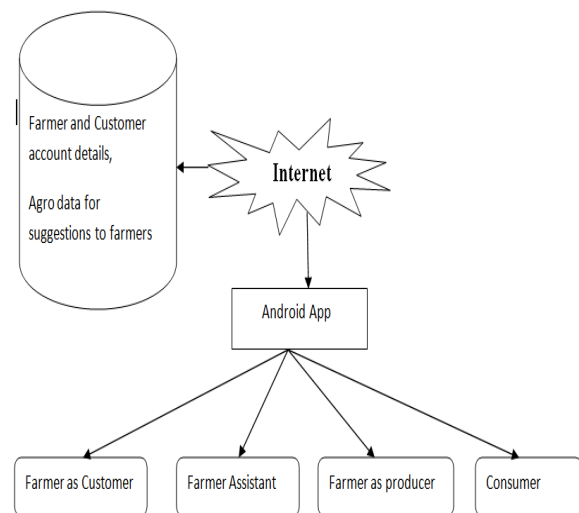 Farmer and Customer
account details,
Agro data for
suggestions to farmers
Internet
Android App
Farmer as Customer
Farmer Assistant
Farmer as producer
Consumer